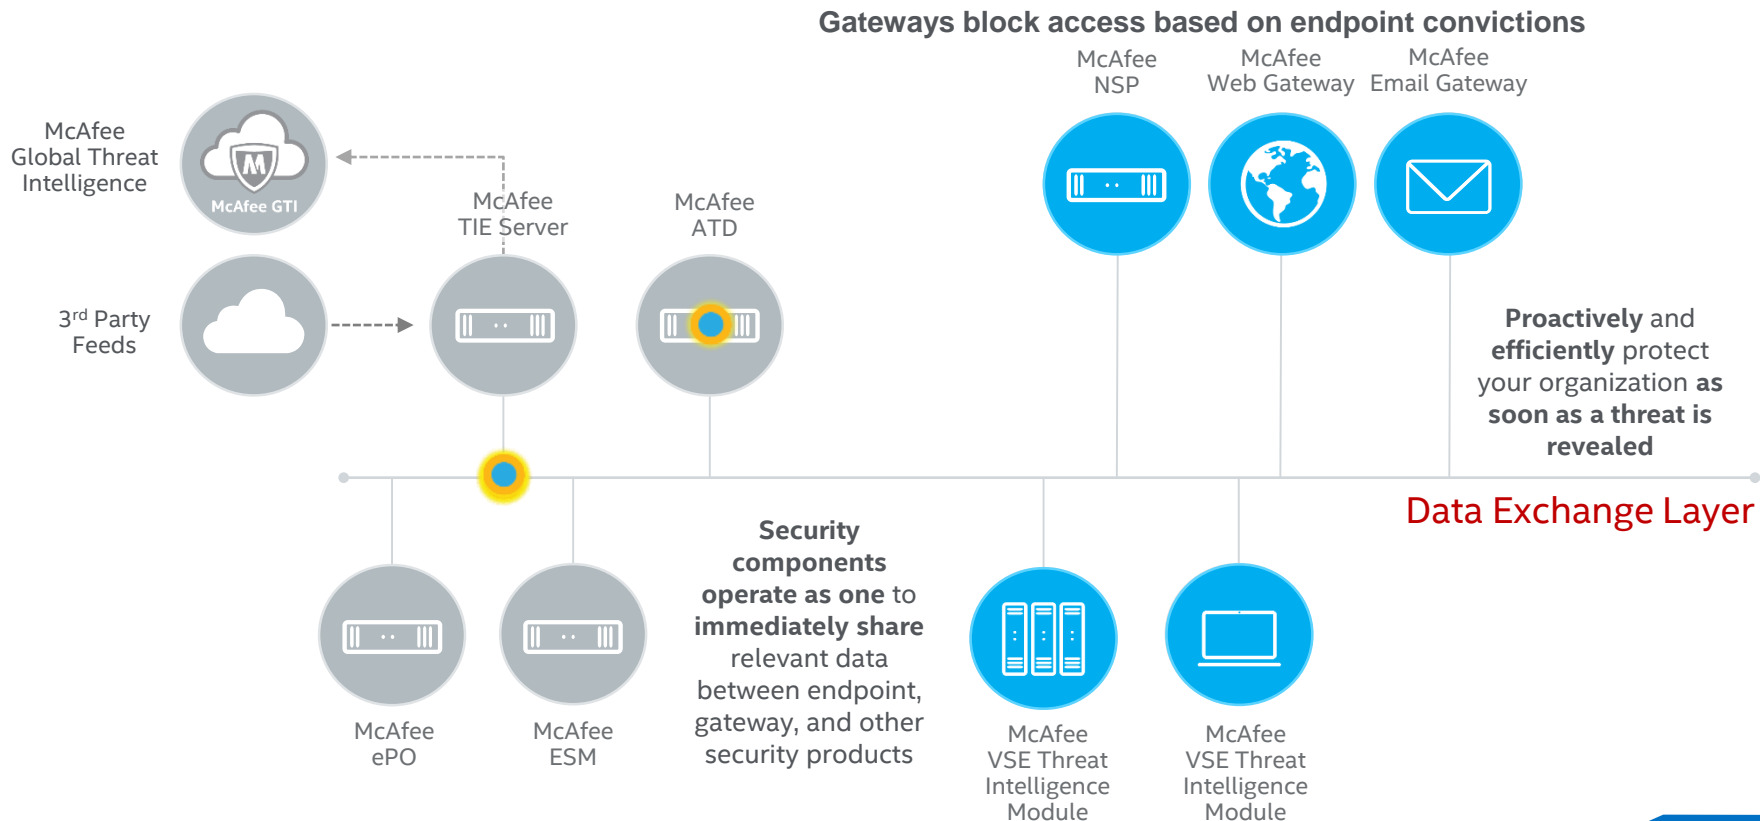 Gateways block access based on endpoint convictions
McAfee
NSP
McAfee
Web Gateway
McAfee
Email Gateway
McAfee
Global Threat
Intelligence
McAfee GTI
McAfee
TIE Server
McAfee
ATD
3rd Party
Feeds
Proactively and
efficiently protect
your organization as
soon as a threat is
revealed
Data Exchange Layer
Security
components
operate as one to
immediately share
relevant data
between endpoint,
gateway, and other
security products
McAfee
ePO
McAfee
ESM
McAfee
VSE Threat
Intelligence
Module
McAfee
VSE Threat
Intelligence
Module